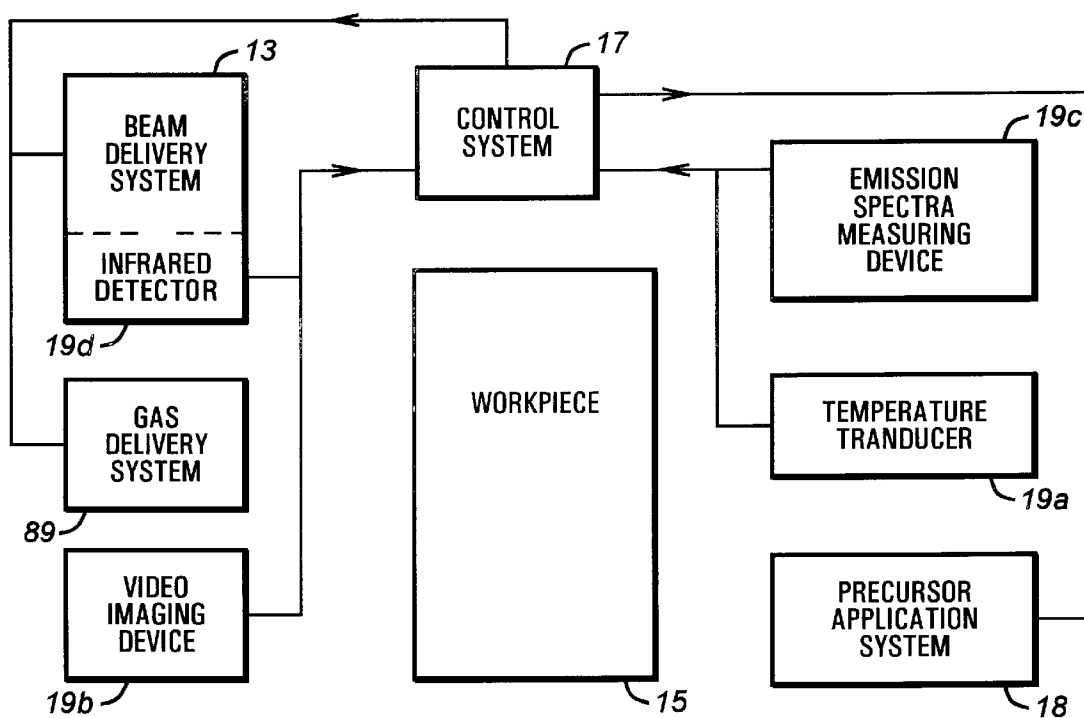 13
BEAM
DELIVERY
SYSTEM
INFRARED
DETECTOR
19d
GAS
DELIVERY
SYSTEM
89
VIDEO
IMAGING
DEVICE
19b
17
CONTROL
SYSTEM
WORKPIECE
15
19c
EMISSION
SPECTRA
MEASURING
DEVICE
TEMPERATURE
TRANDUCER
19a
PRECURSOR
APPLICATION
SYSTEM
18